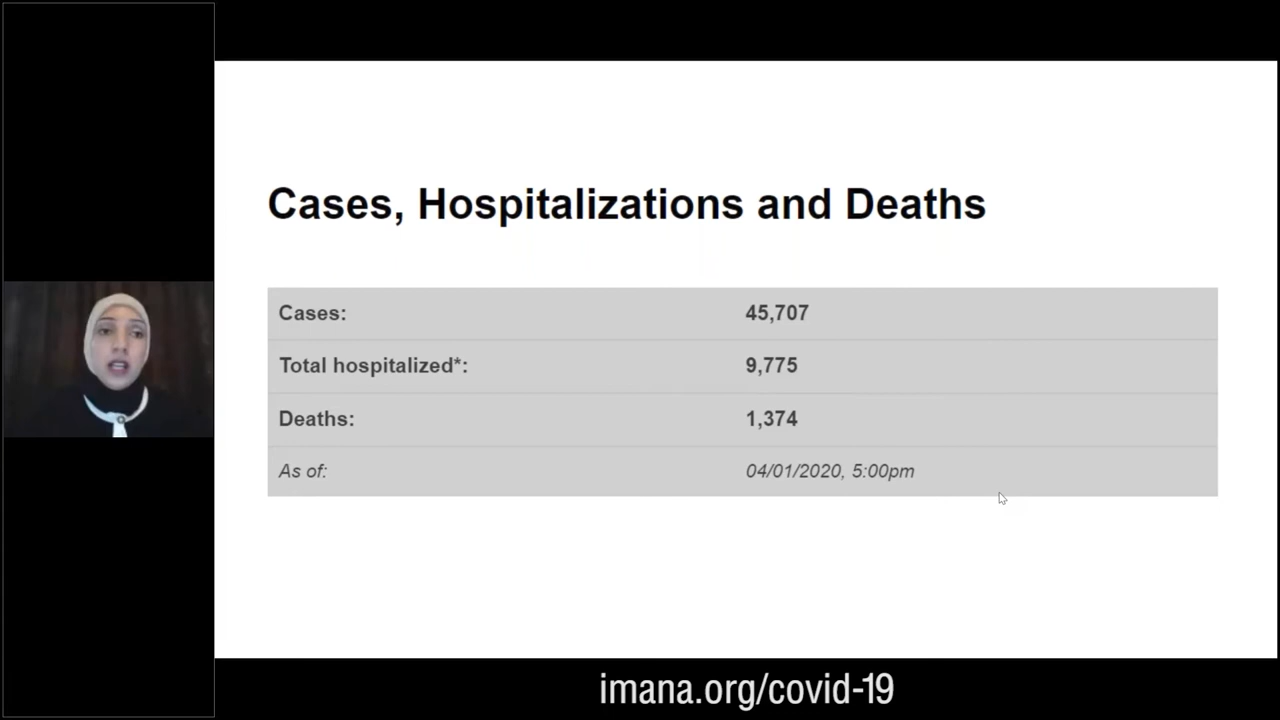 Cases, Hospitalizations and Deaths
Cases: 45,707
Total hospitalized*: 9,775
Deaths: 1,374
As of: 04/01/2020, 5:00pm
imana.org/covid-19